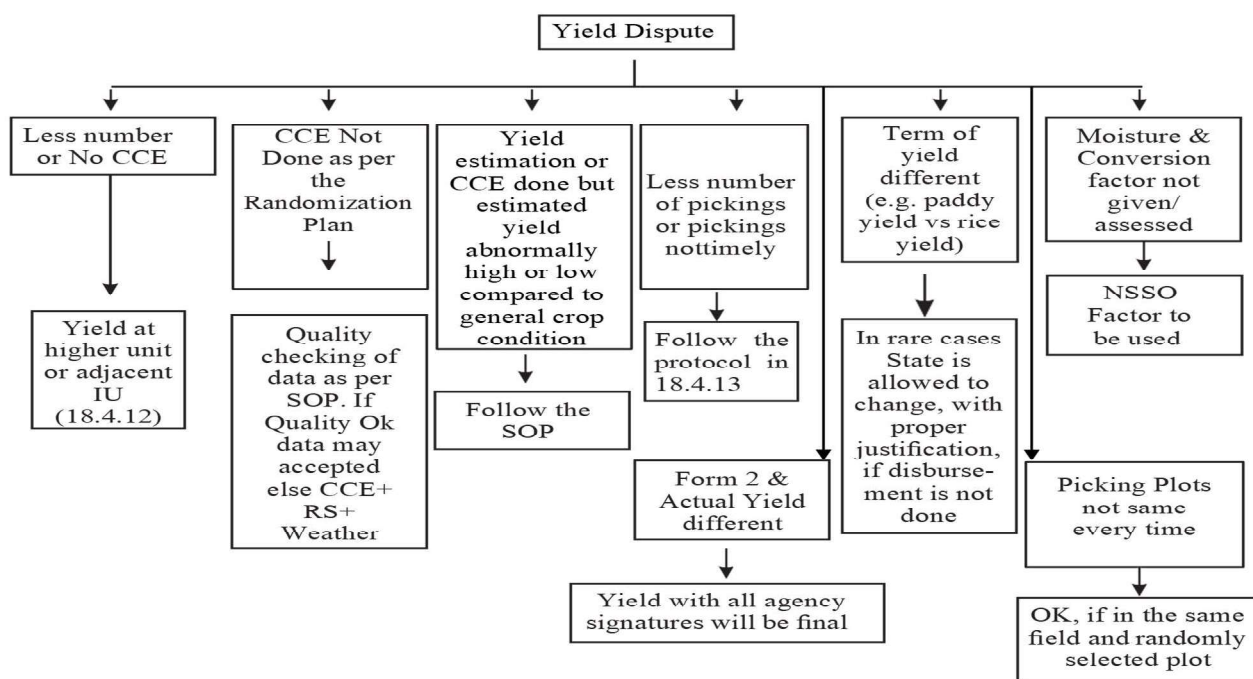 Yield Dispute
Less number
or No CCE
Yield at
higher unit
or adjacent
IU
(18.4.12)
CCE Not
Done as per
the
Randomization
Plan
Quality
checking of
data as per
SOP. If
Quality Ok
data may
accepted
else CCE+
RS+
Weather
Yield
estimation or
CCE done but
estimated
yield
abnormally
high or low
compared to
general crop
condition
Follow the
SOP
Less number
of pickings
or pickings
nottimely
Follow the
protocol in
18.4.13
Form 2 &
Actual Yield
different
Yield with all agency
signatures will be final
Term of
yield
different
(e.g. paddy
yield vs rice
yield)
In rare cases
State is
allowed to
change, with
proper
justification,
if disburse-
ment is not
done
Moisture &
Conversion
factor not
given/
assessed
NSSO
Factor to
be used
Picking Plots
not same
every time
OK, if in the same
field and randomly
selected plot